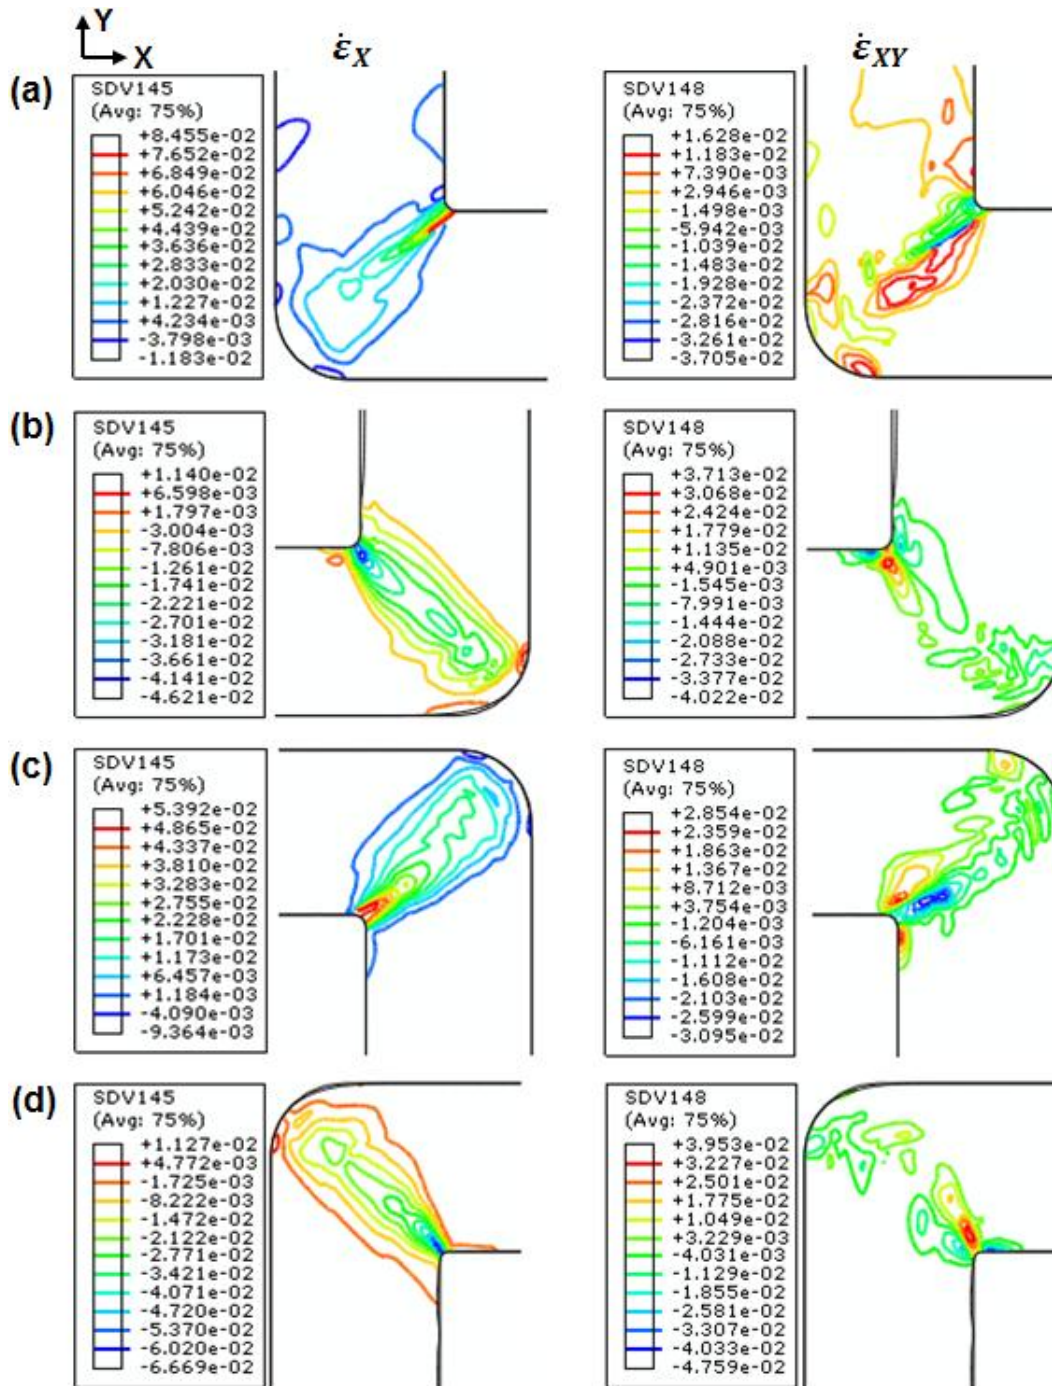 Y
X
ε̇X
ε̇XY
(a)
SDV145
(Avg: 75%)
+8.455e-02
+7.652e-02
+6.849e-02
+6.046e-02
+5.242e-02
+4.439e-02
+3.636e-02
+2.833e-02
+2.030e-02
+1.227e-02
+4.234e-03
-3.798e-03
-1.183e-02
SDV148
(Avg: 75%)
+1.628e-02
+1.183e-02
+7.390e-03
+2.946e-03
-1.498e-03
-5.942e-03
-1.039e-02
-1.483e-02
-1.928e-02
-2.372e-02
-2.816e-02
-3.261e-02
-3.705e-02
(b)
SDV145
(Avg: 75%)
+1.140e-02
+6.598e-03
+1.797e-03
-3.004e-03
-7.806e-03
-1.261e-02
-1.741e-02
-2.221e-02
-2.701e-02
-3.181e-02
-3.661e-02
-4.141e-02
-4.621e-02
SDV148
(Avg: 75%)
+3.713e-02
+3.068e-02
+2.424e-02
+1.779e-02
+1.135e-02
+4.901e-03
-1.545e-03
-7.991e-03
-1.444e-02
-2.088e-02
-2.733e-02
-3.377e-02
-4.022e-02
(c)
SDV145
(Avg: 75%)
+5.392e-02
+4.865e-02
+4.337e-02
+3.810e-02
+3.283e-02
+2.755e-02
+2.228e-02
+1.701e-02
+1.173e-02
+6.457e-03
+1.184e-03
-4.090e-03
-9.364e-03
SDV148
(Avg: 75%)
+2.854e-02
+2.359e-02
+1.863e-02
+1.367e-02
+8.712e-03
+3.754e-03
-1.204e-03
-6.161e-03
-1.112e-02
-1.608e-02
-2.103e-02
-2.599e-02
-3.095e-02
(d)
SDV145
(Avg: 75%)
+1.127e-02
+4.772e-03
-1.725e-03
-8.222e-03
-1.472e-02
-2.122e-02
-2.771e-02
-3.421e-02
-4.071e-02
-4.720e-02
-5.370e-02
-6.020e-02
-6.669e-02
SDV148
(Avg: 75%)
+3.953e-02
+3.227e-02
+2.501e-02
+1.775e-02
+1.049e-02
+3.229e-03
-4.031e-03
-1.129e-02
-1.855e-02
-2.581e-02
-3.307e-02
-4.033e-02
-4.759e-02